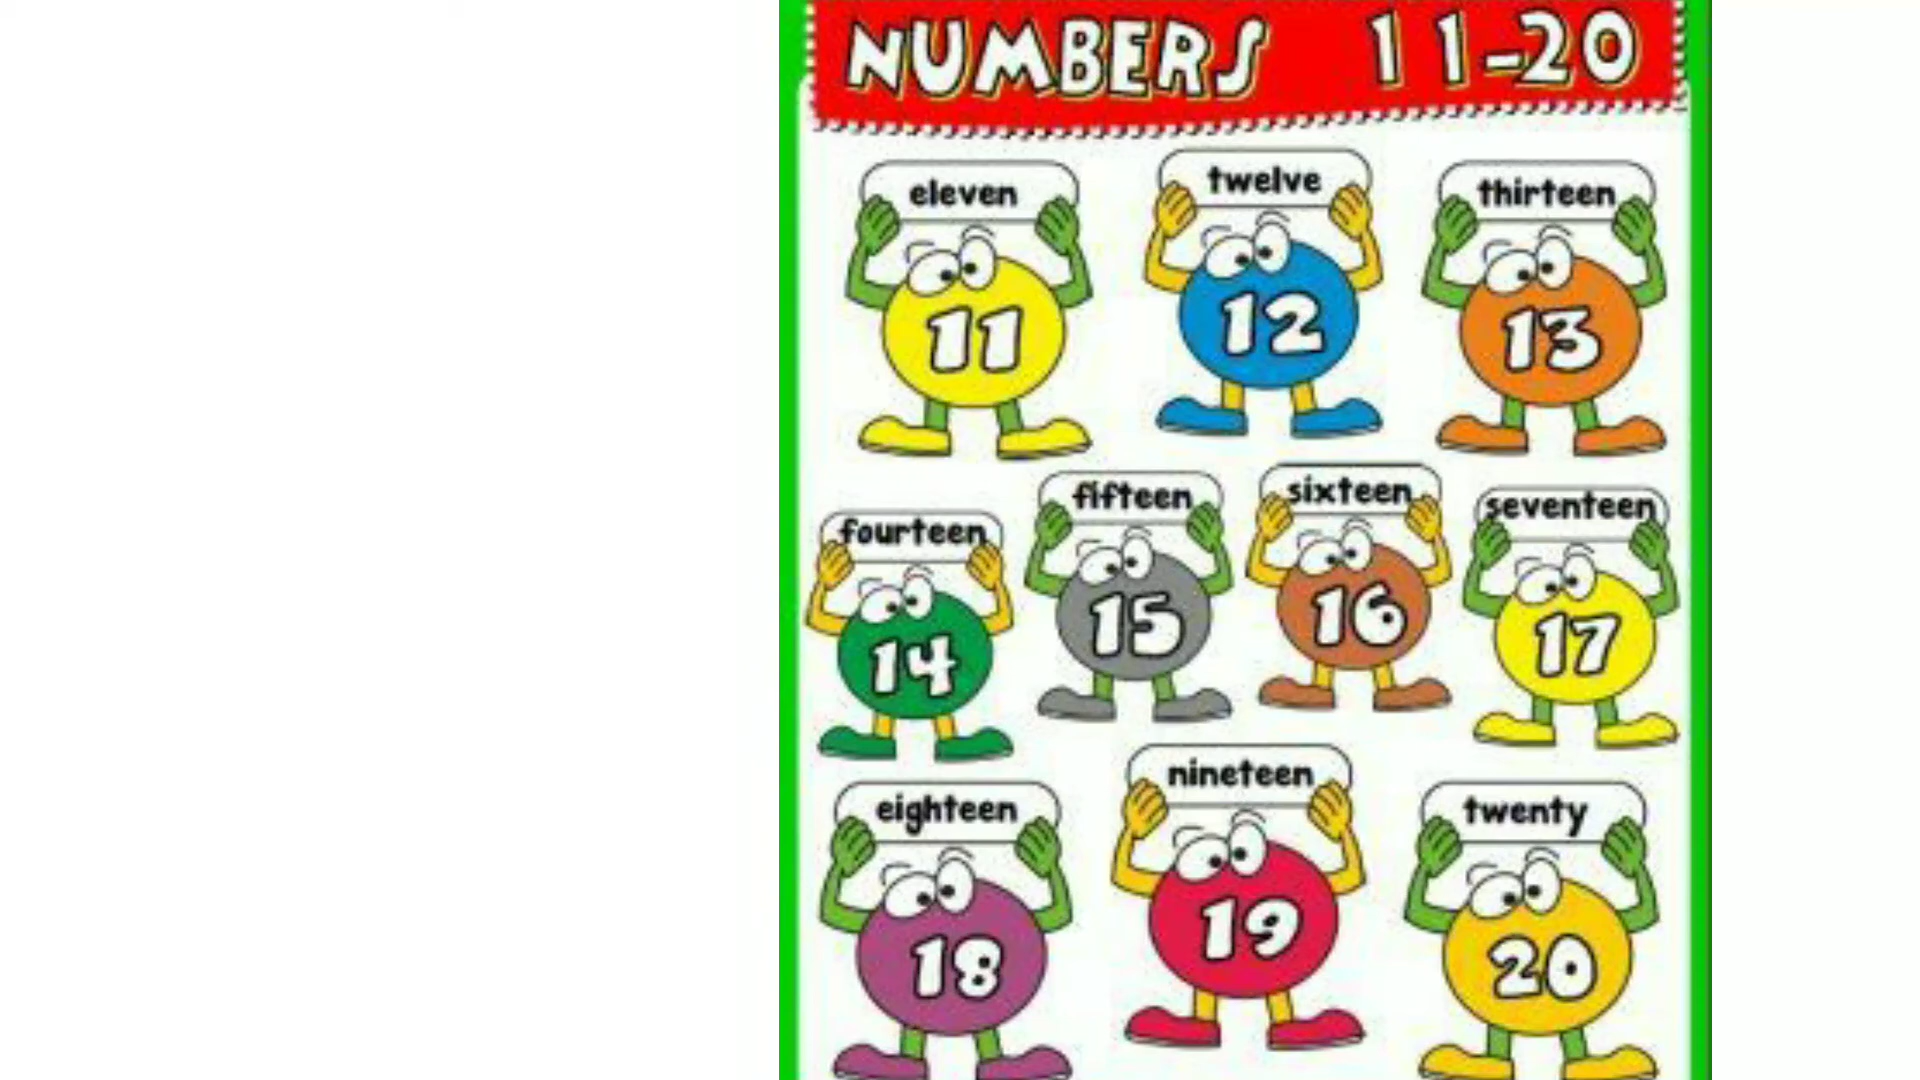 NUMBERS 11-20
eleven
11
twelve
12
thirteen
13
fourteen
14
fifteen
15
sixteen
16
seventeen
17
eighteen
18
nineteen
19
twenty
20